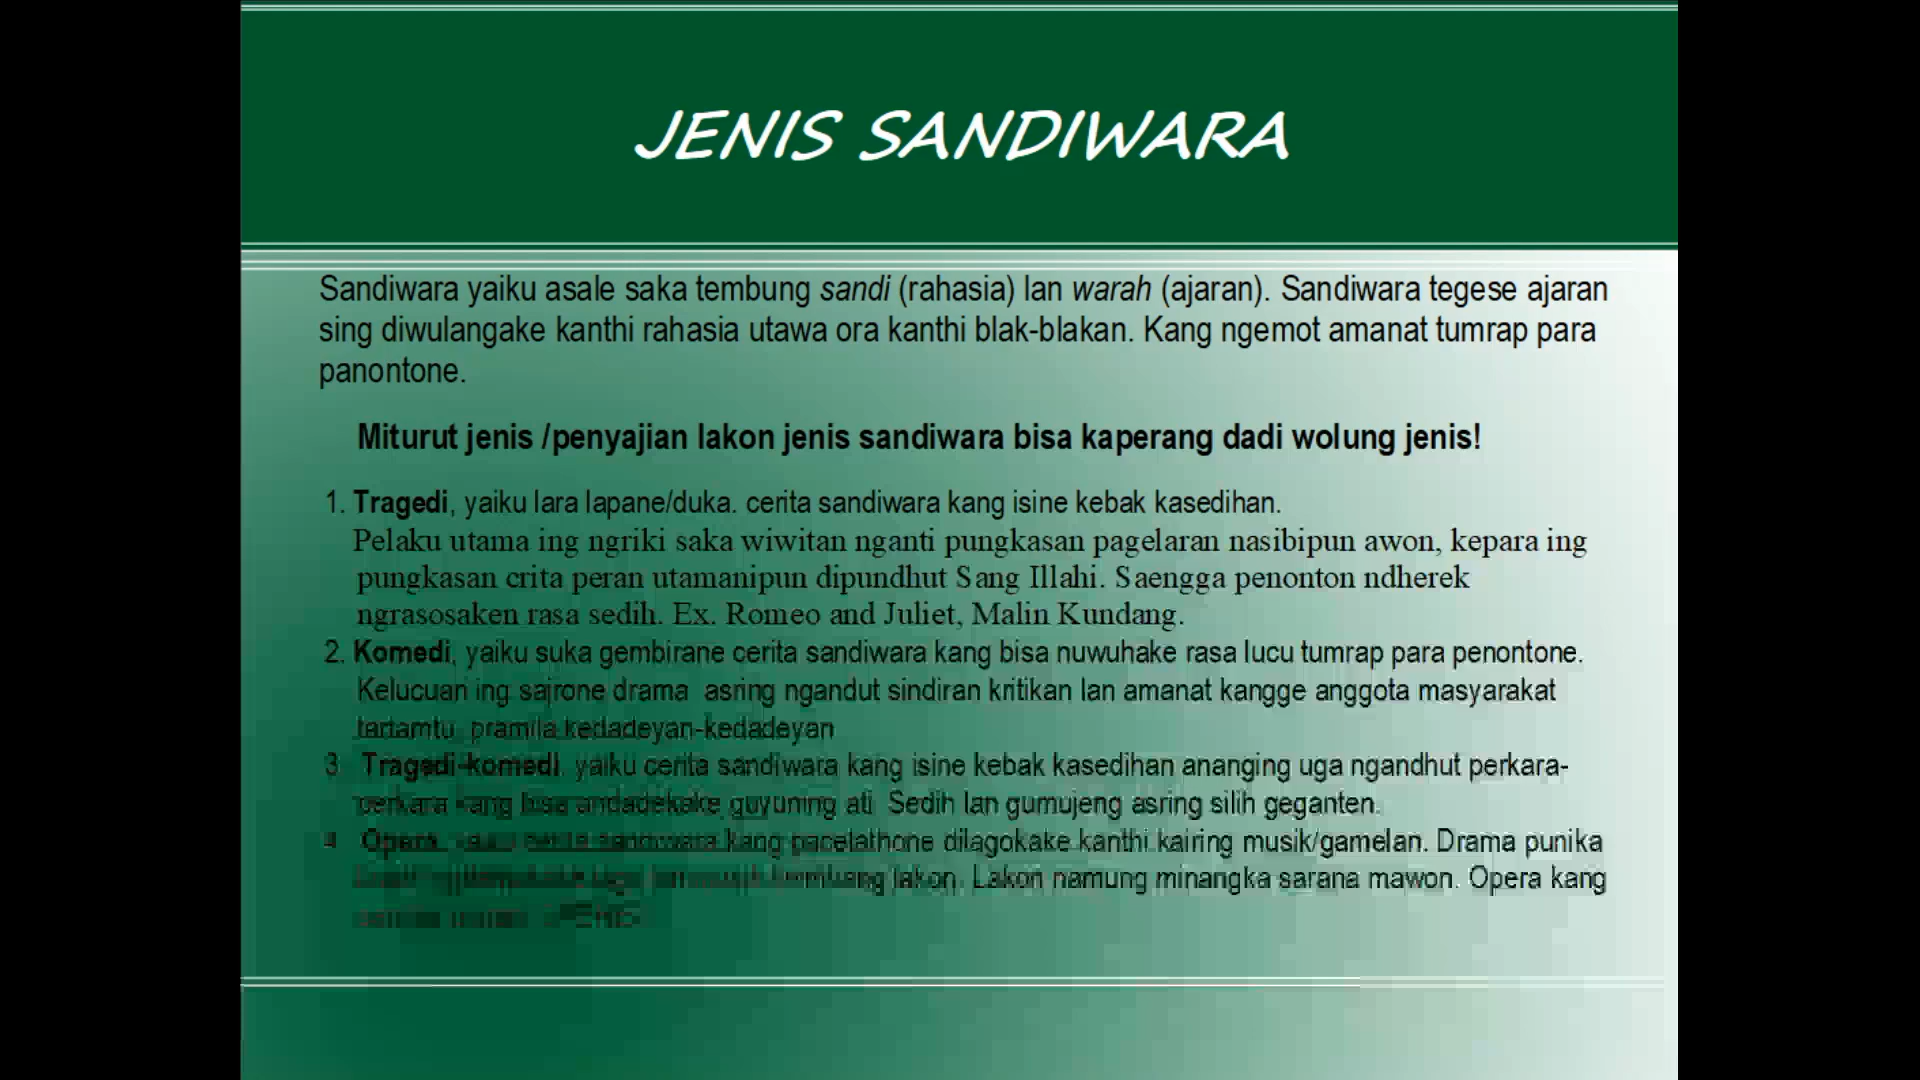 JENIS SANDIWARA
Sandiwara yaiku asale saka tembung sandi (rahasia) lan warah (ajaran). Sandiwara tegese ajaran
sing diwulangake kanthi rahasia utawa ora kanthi blak-blakan. Kang ngemot amanat tumrap para
panontone.
Miturut jenis /penyajian lakon jenis sandiwara bisa kaperang dadi wolung jenis!
1. Tragedi, yaiku lara lapane/duka. cerita sandiwara kang isine kebak kasedihan.
Pelaku utama ing ngriki saka wiwitan nganti pungkasan pagelaran nasibipun awon, kepara ing
pungkasan crita peran utamanipun dipundhut Sang Illahi. Saengga penonton ndherek
ngrasosaken rasa sedih. Ex. Romeo and Juliet, Malin Kundang.
2. Komedi, yaiku suka gembirane cerita sandiwara kang bisa nuwuhake rasa lucu tumrap para penontone.
Kelucuan ing sajrone drama asring ngandut sindiran kritikan lan amanat kangge anggota masyarakat
tartamtu pramila kedadeyan-kedadeyan
3 Tragedi-komedi, yaiku cerita sandiwara kang isine kebak kasedihan ananging uga ngandhut perkara-
perkara kang bisa andadekake guyuning ati Sedih lan gumujeng asring silih geganten.
4 Opera, yaiku cerita sandiwara kang pacelathone dilagokake kanthi kairing musik/gamelan. Drama punika
lakon. Lakon namung minangka sarana mawon. Opera kang